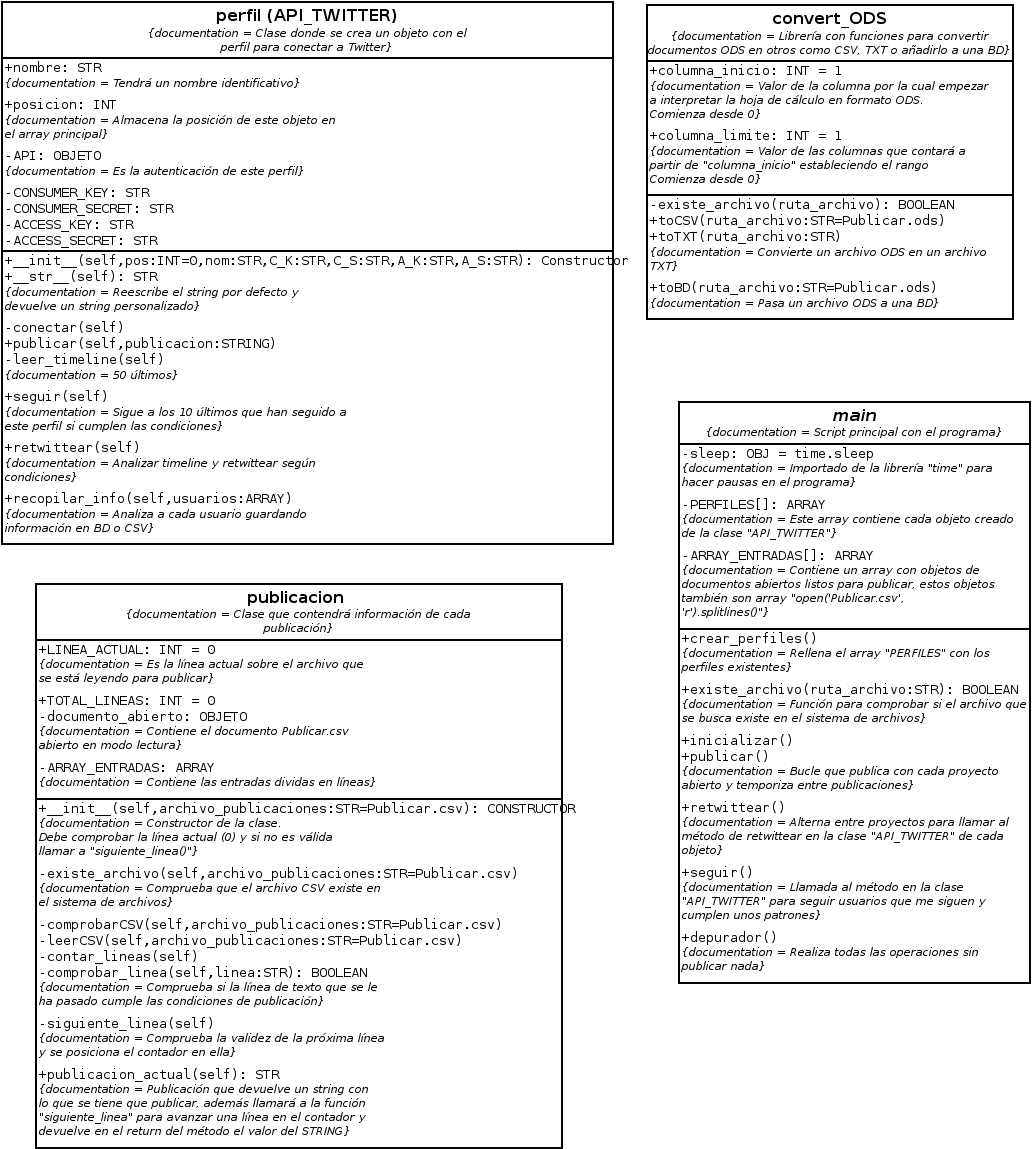 perfil (API_TWITTER)
{documentation = Clase donde se crea un objeto con el
perfil para conectar a Twitter}
+nombre: STR
{documentation = Tendrá un nombre identificativo}
+posicion: INT
{documentation = Almacena la posición de este objeto en
el array principal}
-API: OBJETO
{documentation = Es la autenticación de este perfil}
-CONSUMER_KEY: STR
-CONSUMER_SECRET: STR
-ACCESS_KEY: STR
-ACCESS_SECRET: STR
+__init__(self,pos:INT=0,nom:STR,C_K:STR,C_S:STR,A_K:STR,A_S:STR): Constructor
+__str__(self): STR
{documentation = Reescribe el string por defecto y
devuelve un string personalizado}
-conectar(self)
+publicar(self,publicacion:STRING)
-leer_timeline(self)
{documentation = 50 últimos}
+seguir(self)
{documentation = Sigue a los 10 últimos que han seguido a
este perfil si cumplen las condiciones}
+retwittear(self)
{documentation = Analizar timeline y retwittear según
condiciones}
+recopilar_info(self,usuarios:ARRAY)
{documentation = Analiza a cada usuario guardando
información en BD o CSV}
convert_ODS
{documentation = Librería con funciones para convertir
documentos ODS en otros como CSV, TXT o añadirlo a una BD}
+columna_inicio: INT = 1
{documentation = Valor de la columna por la cual empezar
a interpretar la hoja de cálculo en formato ODS.
Comienza desde 0}
+columna_limite: INT = 1
{documentation = Valor de las columnas que contará a
partir de "columna_inicio" estableciendo el rango
Comienza desde 0}
-existe_archivo(ruta_archivo): BOOLEAN
+toCSV(ruta_archivo:STR=Publicar.ods)
+toTXT(ruta_archivo:STR)
{documentation = Convierte un archivo ODS en un archivo
TXT}
+toBD(ruta_archivo:STR=Publicar.ods)
{documentation = Pasa un archivo ODS a una BD}
main
{documentation = Script principal con el programa}
-sleep: OBJ = time.sleep
{documentation = Importado de la librería "time" para
hacer pausas en el programa}
-PERFILES[]: ARRAY
{documentation = Este array contiene cada objeto creado
de la clase "API_TWITTER"}
-ARRAY_ENTRADAS[]: ARRAY
{documentation = Contiene un array con objetos de
documentos abiertos listos para publicar, estos objetos
también son array "open('Publicar.csv',
'r').splitlines()"}
+crear_perfiles()
{documentation = Rellena el array "PERFILES" con los
perfiles existentes}
+existe_archivo(ruta_archivo:STR): BOOLEAN
{documentation = Función para comprobar si el archivo que
se busca existe en el sistema de archivos}
+inicializar()
+publicar()
{documentation = Bucle que publica con cada proyecto
abierto y temporiza entre publicaciones}
+retwittear()
{documentation = Alterna entre proyectos para llamar al
método de retwittear en la clase "API_TWITTER" de cada
objeto}
+seguir()
{documentation = Llamada al método en la clase
"API_TWITTER" para seguir usuarios que me siguen y
cumplen unos patrones}
+depurador()
{documentation = Realiza todas las operaciones sin
publicar nada}
publicacion
{documentation = Clase que contendrá información de cada
publicación}
+LINEA_ACTUAL: INT = 0
{documentation = Es la línea actual sobre el archivo que
se está leyendo para publicar}
+TOTAL_LINEAS: INT = 0
-documento_abierto: OBJETO
{documentation = Contiene el documento Publicar.csv
abierto en modo lectura}
-ARRAY_ENTRADAS: ARRAY
{documentation = Contiene las entradas dividas en líneas}
+__init__(self,archivo_publicaciones:STR=Publicar.csv): CONSTRUCTOR
{documentation = Constructor de la clase.
Debe comprobar la línea actual (0) y si no es válida
llamar a "siguiente_linea()"}
-existe_archivo(self,archivo_publicaciones:STR=Publicar.csv)
{documentation = Comprueba que el archivo CSV existe en
el sistema de archivos}
-comprobarCSV(self,archivo_publicaciones:STR=Publicar.csv)
-leerCSV(self,archivo_publicaciones:STR=Publicar.csv)
-contar_lineas(self)
-comprobar_linea(self,linea:STR): BOOLEAN
{documentation = Comprueba si la línea de texto que se le
ha pasado cumple las condiciones de publicación}
-siguiente_linea(self)
{documentation = Comprueba la validez de la próxima línea
y se posiciona el contador en ella}
+publicacion_actual(self): STR
{documentation = Publicación que devuelve un string con
lo que se tiene que publicar, además llamará a la función
"siguiente_linea" para avanzar una línea en el contador y
devuelve en el return del método el valor del STRING}